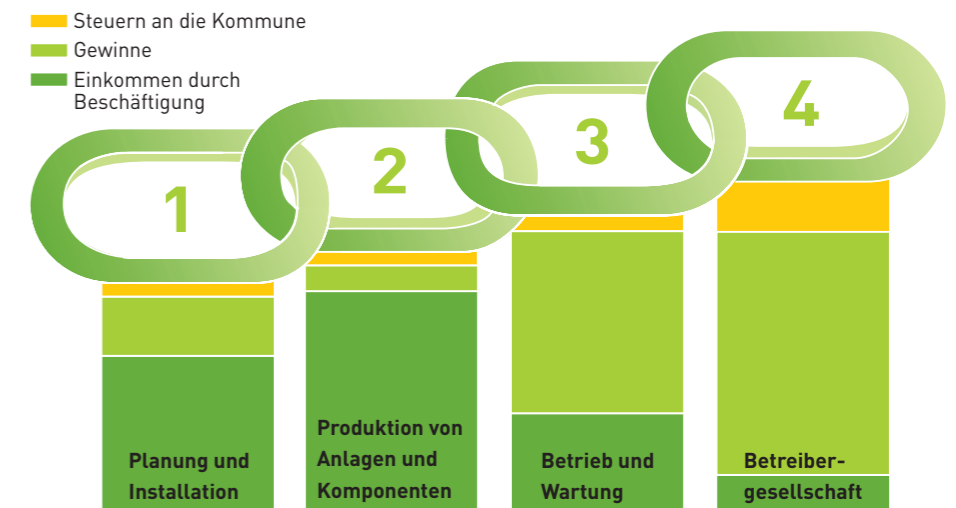 Steuern an die Kommune
Gewinne
Einkommen durch
Beschäftigung
1
2
3
4
Planung und
Installation
Produktion von
Anlagen und
Komponenten
Betrieb und
Wartung
Betreiber-
gesellschaft